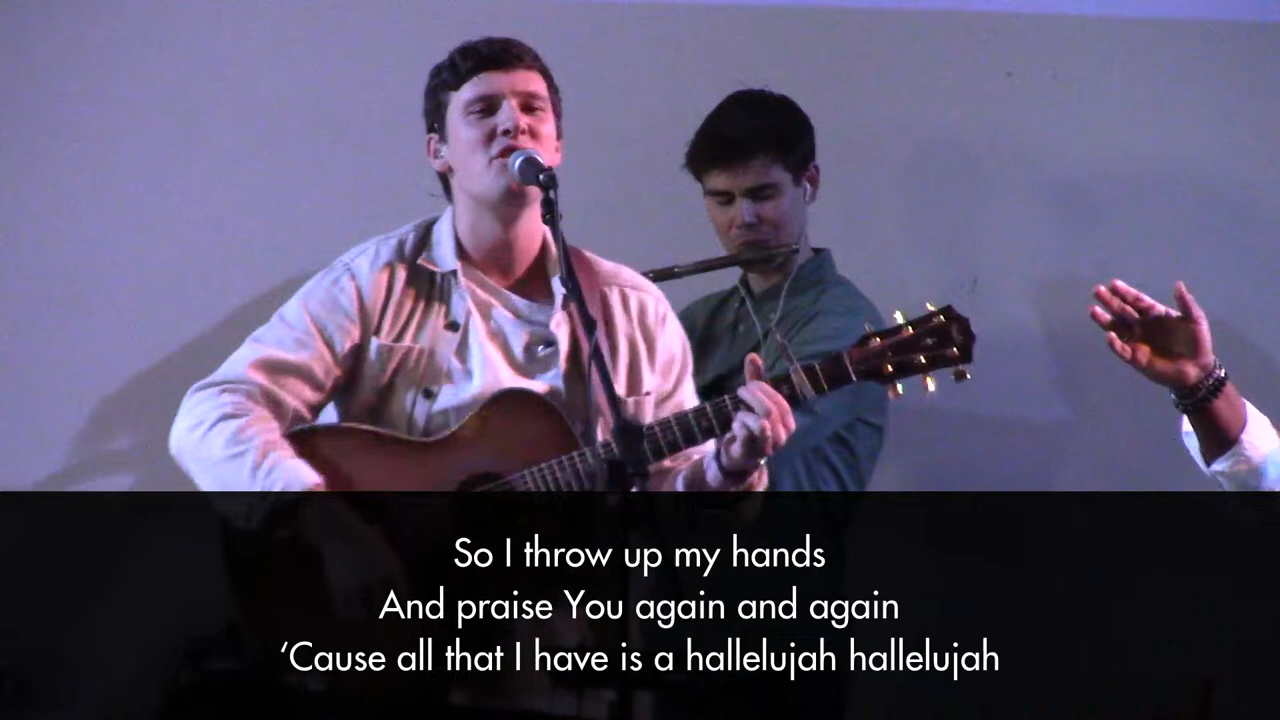 So I throw up my hands
And praise You again and again
‘Cause all that I have is a hallelujah hallelujah